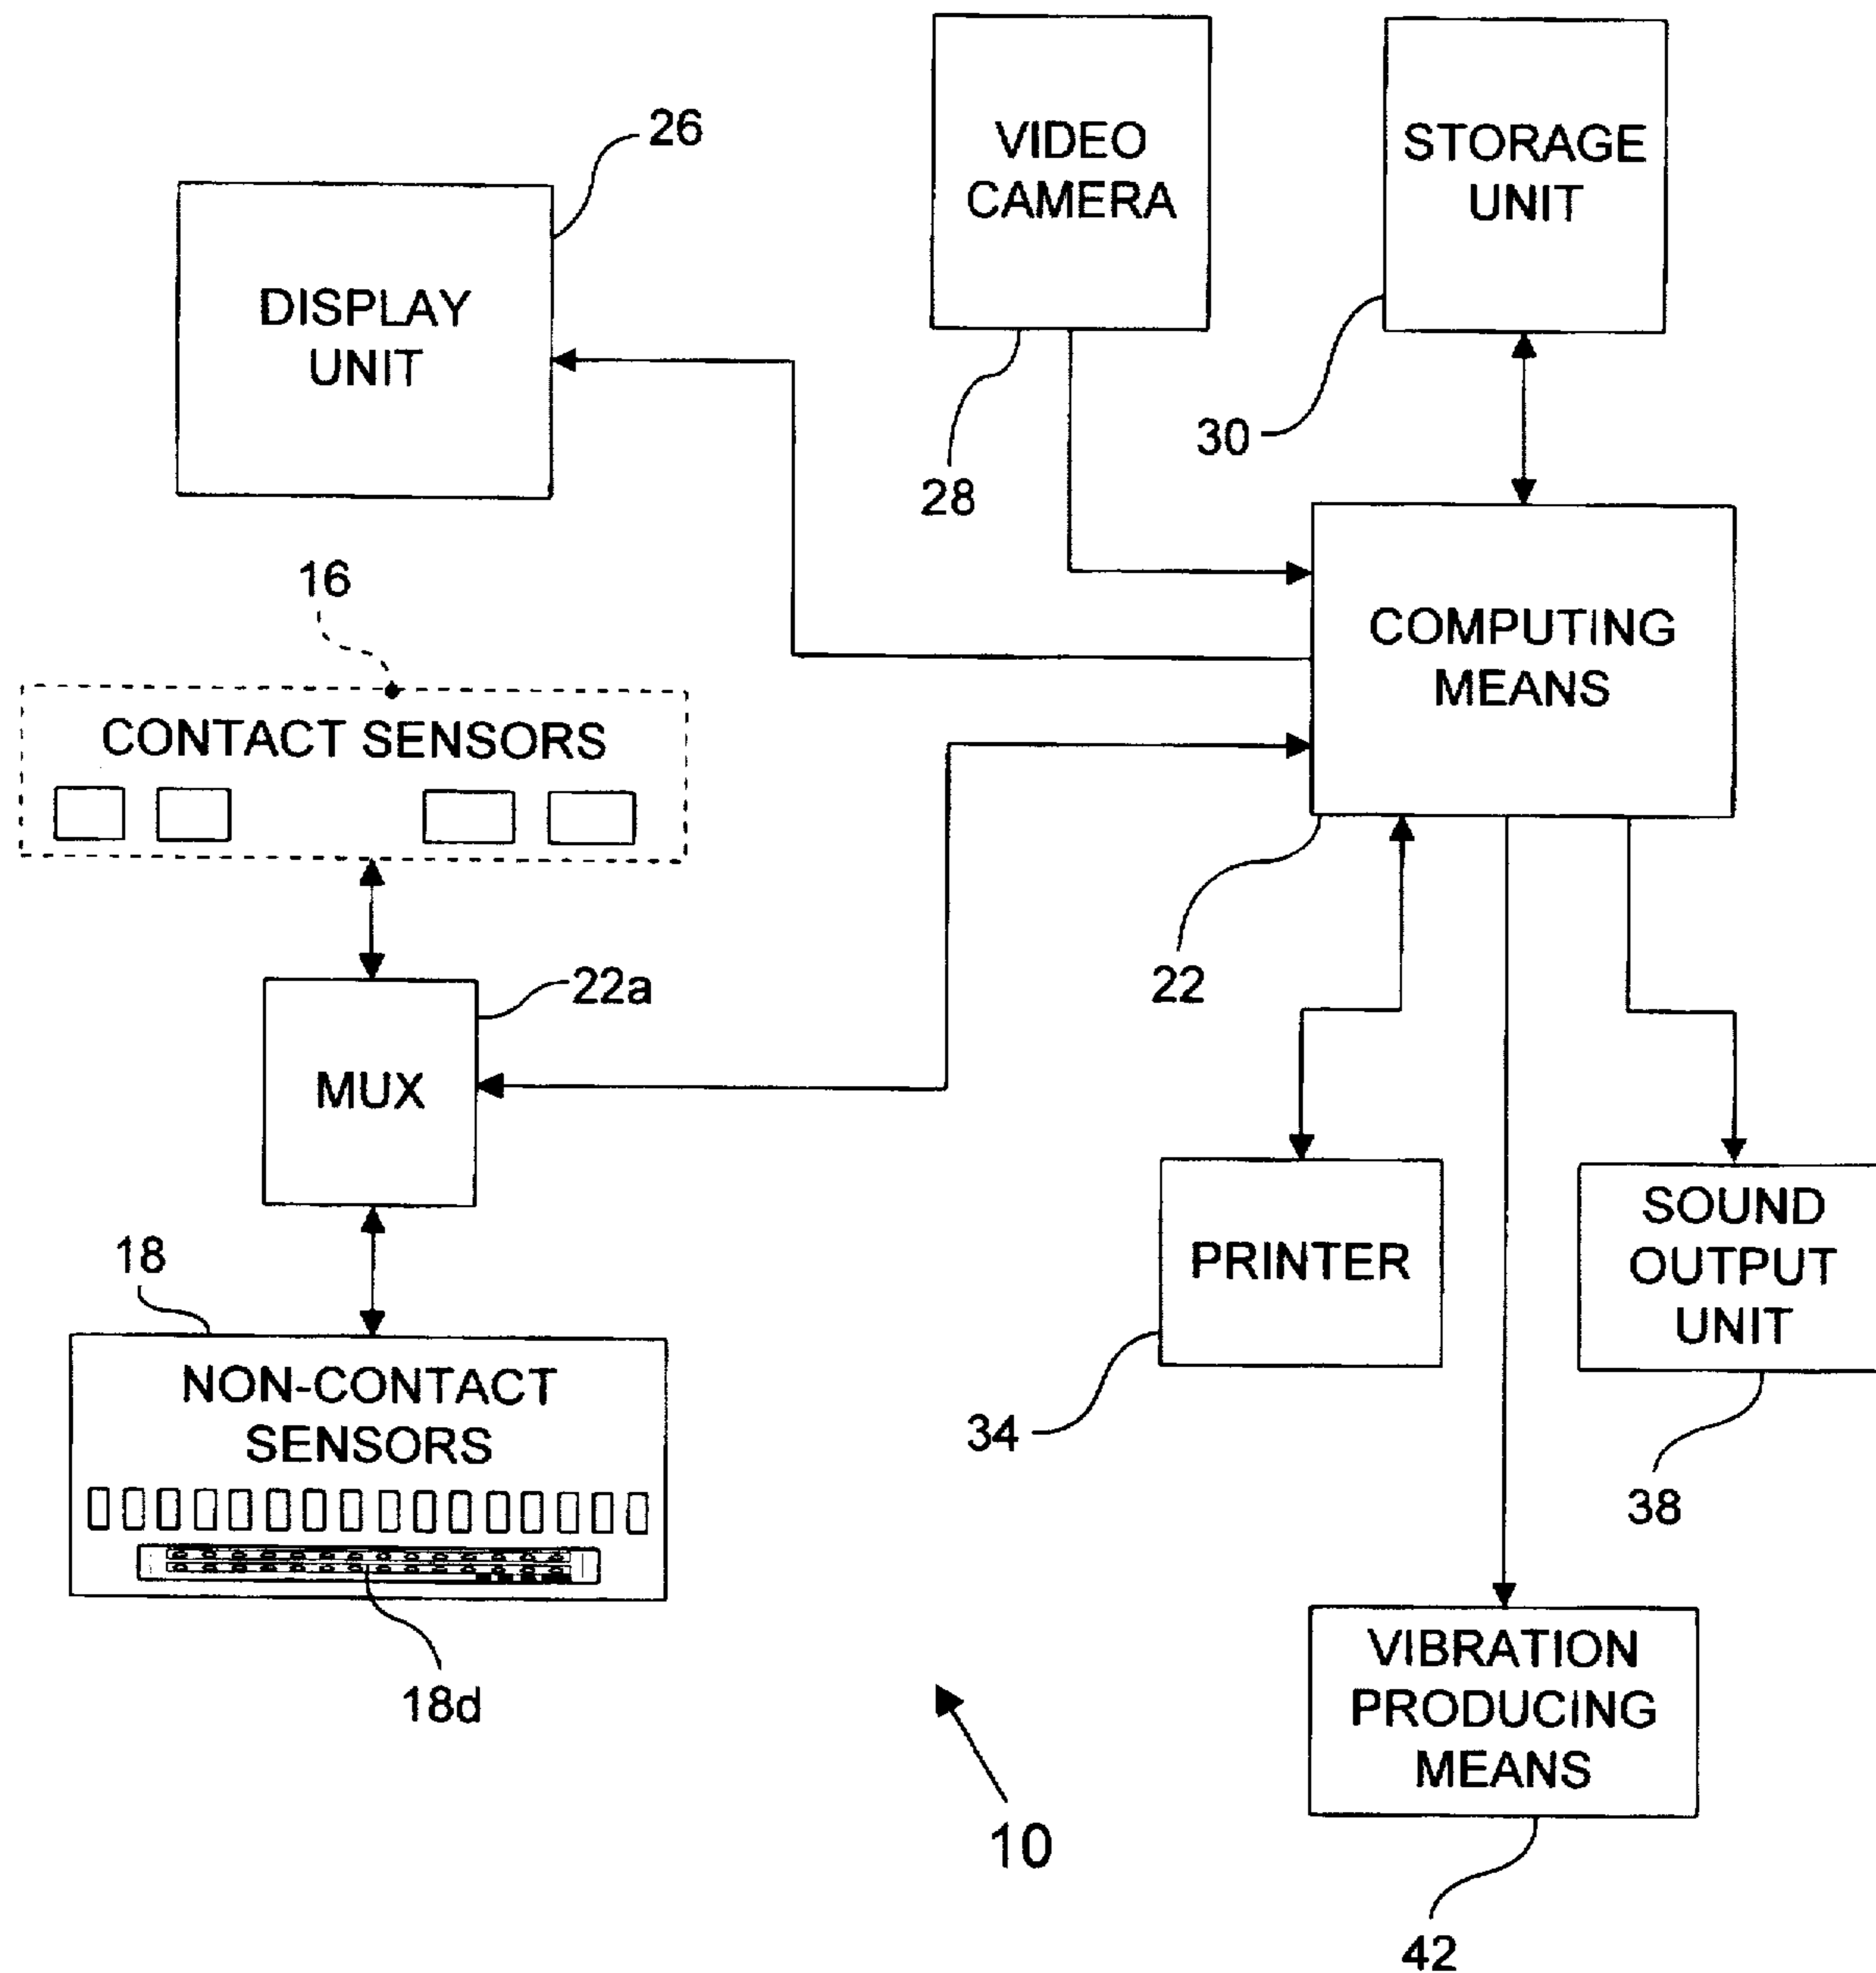 VIDEO
CAMERA
STORAGE
UNIT
26
DISPLAY
UNIT
28
30
16
CONTACT SENSORS
COMPUTING
MEANS
22a
22
MUX
18
NON-CONTACT
SENSORS
18d
PRINTER
34
SOUND
OUTPUT
UNIT
38
VIBRATION
PRODUCING
MEANS
10
42